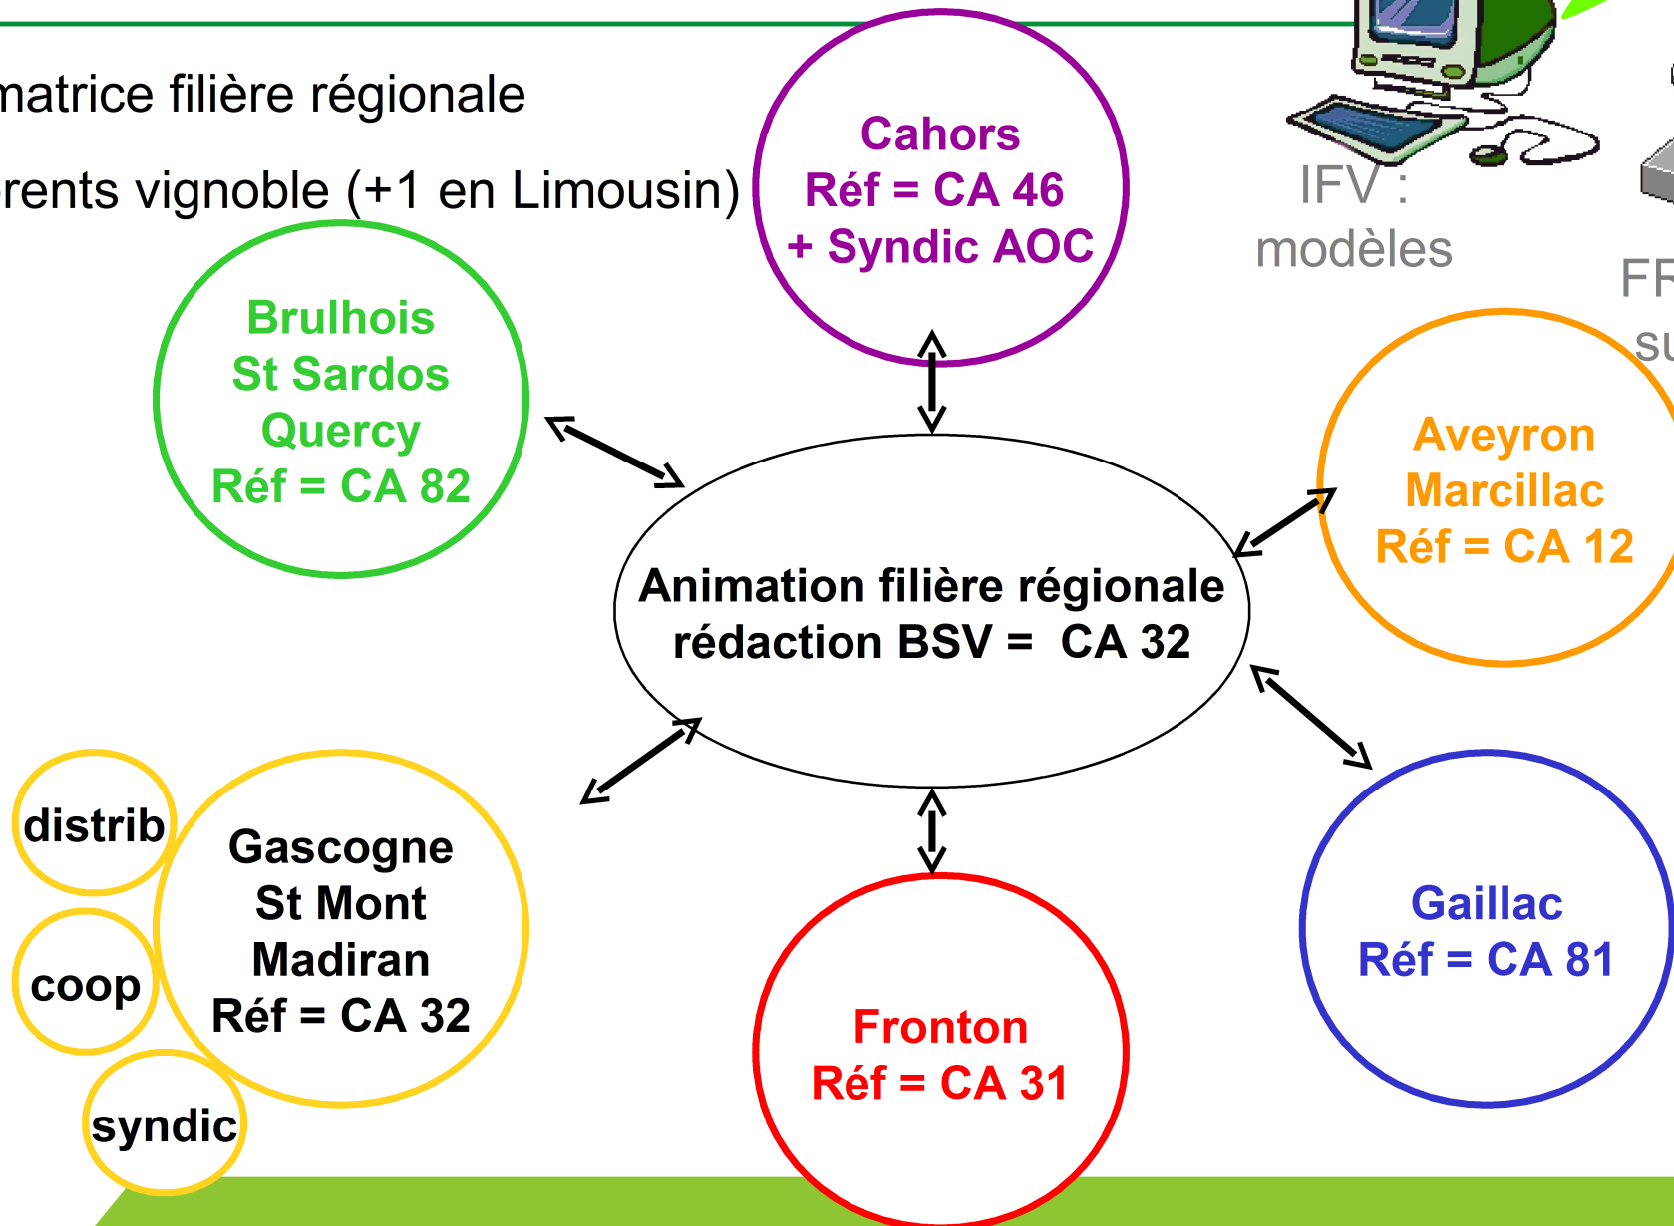 matrice filière régionale
rents vignoble (+1 en Limousin)
Cahors
Réf = CA 46
+ Syndic AOC
IFV :
modèles
FR
su
Brulhois
St Sardos
Quercy
Réf = CA 82
Aveyron
Marcillac
Réf = CA 12
Animation filière régionale
rédaction BSV = CA 32
distrib
coop
syndic
Gascogne
St Mont
Madiran
Réf = CA 32
Fronton
Réf = CA 31
Gaillac
Réf = CA 81